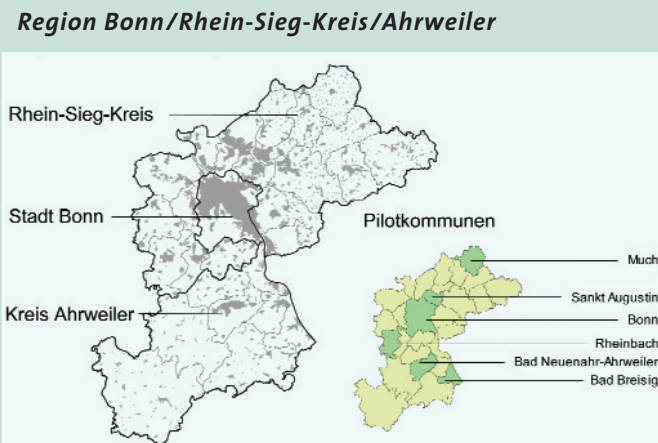 Region Bonn/Rhein-Sieg-Kreis/Ahrweiler
Rhein-Sieg-Kreis
Stadt Bonn
Kreis Ahrweiler
Pilotkommunen
Much
Sankt Augustin
Bonn
Rheinbach
Bad Neuenahr-Ahrweiler
Bad Breisig